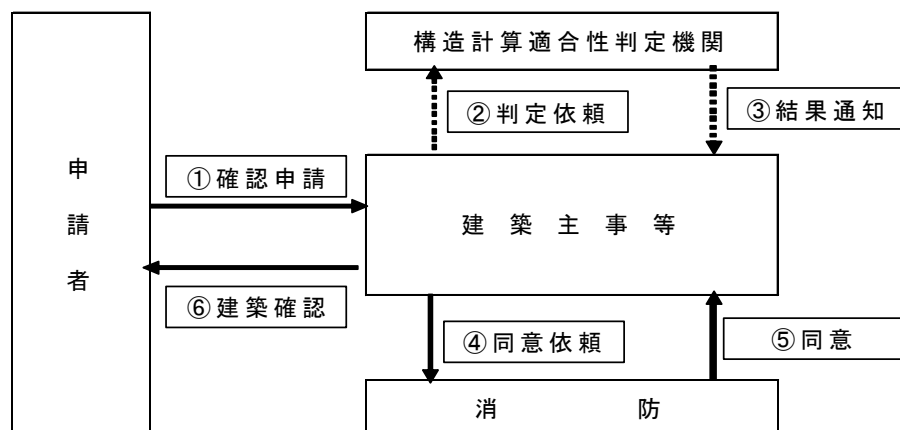 構造計算適合性判定機関
②判定依頼
③結果通知
申請者
①確認申請
建築主事等
⑥建築確認
④同意依頼
⑤同意
消防